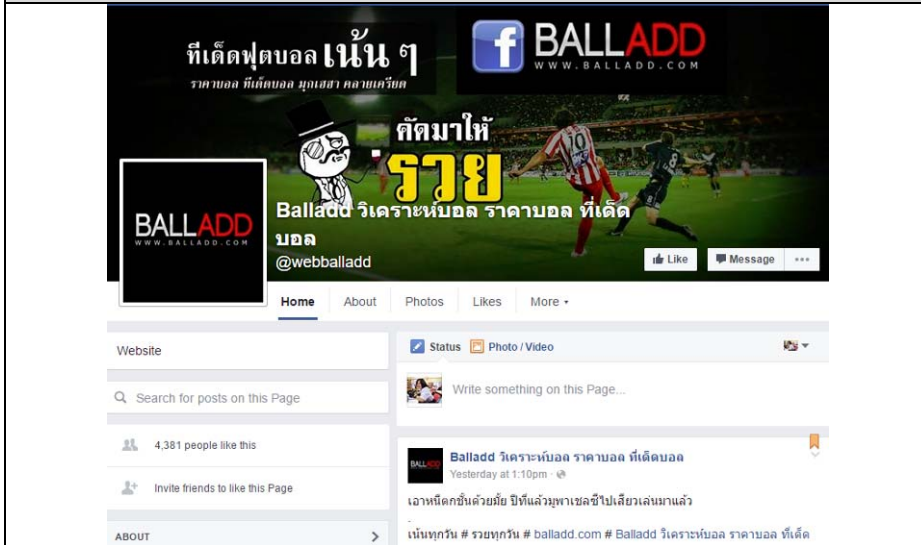 ทีเด็ดฟุตบอลเน้น ๆ
ราคาบอล ทีเด็ดบอล มุกเฮฮา คลายเครียด
f BALLADD
WWW.BALLADD.COM
คัดมาให้
รวย
BALLADD
WWW.BALLADD.COM
Balladd วิเคราะห์บอล ราคาบอล ที่เด็ด
บอล
@webballadd
Like Message
Home About Photos Likes More
Website
Search for posts on this Page
4,381 people like this
Invite friends to like this Page
ABOUT
Status Photo / Video
Write something on this Page...
BALLADD
Balladd วิเคราะห์บอล ราคาบอล ที่เด็ดบอล
Yesterday at 1:10pm
เอาหนีตกชั้นด้วยมั้ย ปีที่แล้วมูพาเชลซีไปเสียวเล่นมาแล้ว
.
เน้นทุกวัน # รวยทุกวัน # balladd.com # Balladd วิเคราะห์บอล ราคาบอล ที่เด็ด